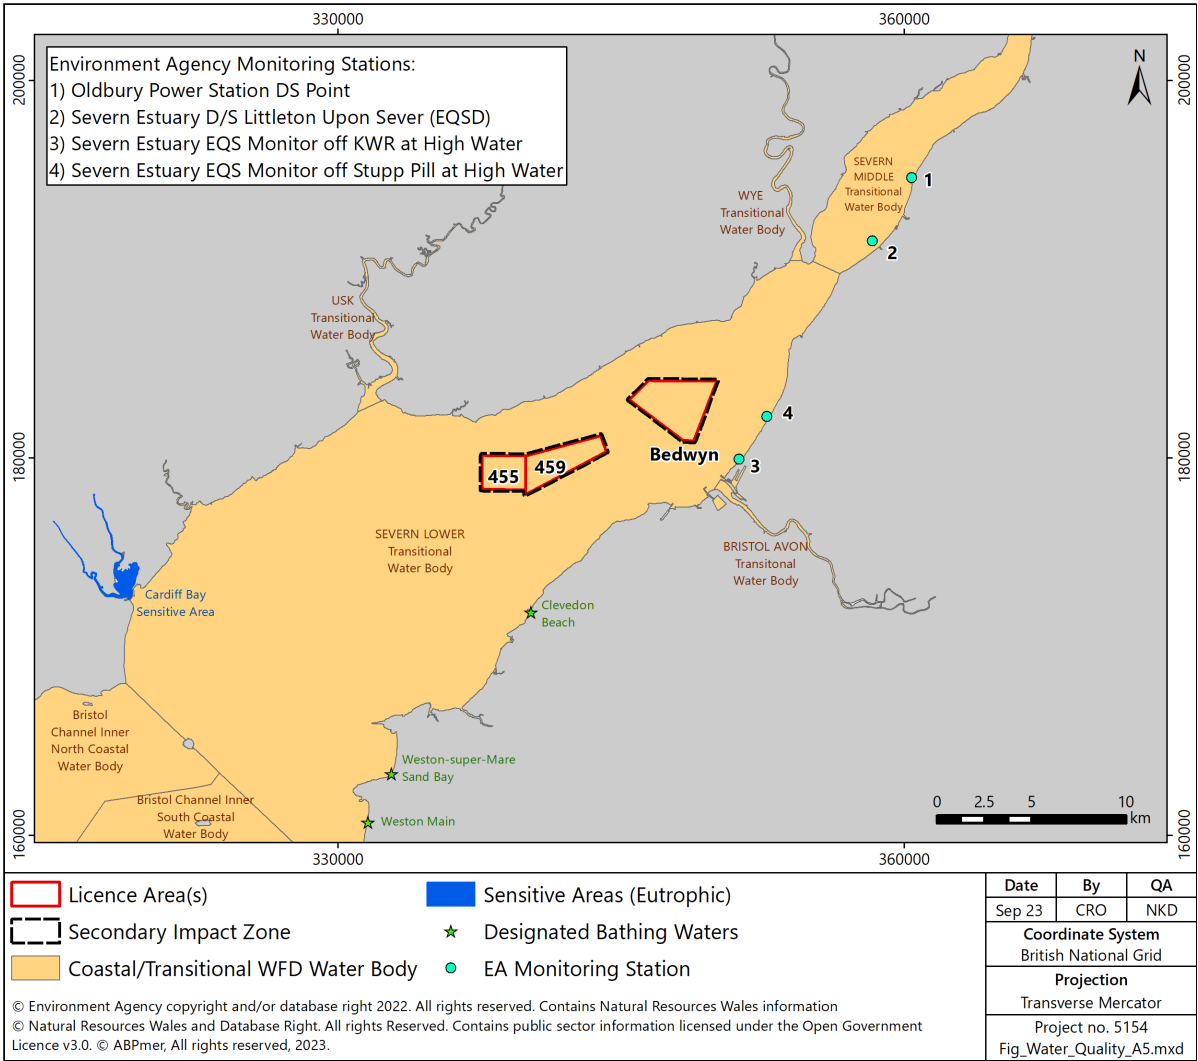 330000
360000
200000
200000
Environment Agency Monitoring Stations:
1) Oldbury Power Station DS Point
2) Severn Estuary D/S Littleton Upon Sever (EQSD)
3) Severn Estuary EQS Monitor off KWR at High Water
4) Severn Estuary EQS Monitor off Stupp Pill at High Water
N
SEVERN
MIDDLE
Transitional
Water Body
1
2
WYE
Transitional
Water Body
USK
Transitional
Water Body
4
3
Bedwyn
459
455
180000
180000
SEVERN LOWER
Transitional
Water Body
BRISTOL AVON
Transitonal
Water Body
Cardiff Bay
Sensitive Area
Clevedon
Beach
Bristol
Channel Inner
North Coastal
Water Body
Weston-super-Mare
Sand Bay
Bristol Channel Inner
South Coastal
Water Body
Weston Main
0 2.5 5 10
km
160000
160000
330000
360000
Licence Area(s)
Secondary Impact Zone
Coastal/Transitional WFD Water Body
Sensitive Areas (Eutrophic)
Designated Bathing Waters
EA Monitoring Station
© Environment Agency copyright and/or database right 2022. All rights reserved. Contains Natural Resources Wales information
© Natural Resources Wales and Database Right. All rights Reserved. Contains public sector information licensed under the Open Government
Licence v3.0. © ABPmer, All rights reserved, 2023.
Date By QA
Sep 23 CRO NKD
Coordinate System
British National Grid
Projection
Transverse Mercator
Project no. 5154
Fig_Water_Quality_A5.mxd